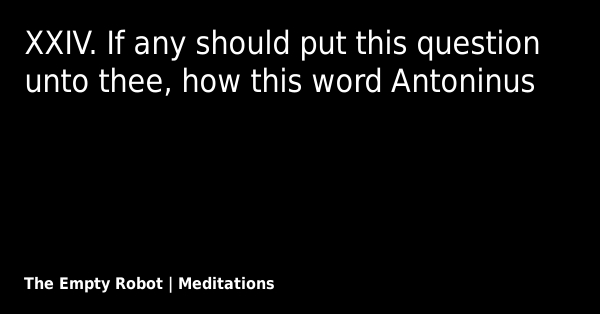 XXIV. If any should put this question
unto thee, how this word Antoninus
The Empty Robot | Meditations